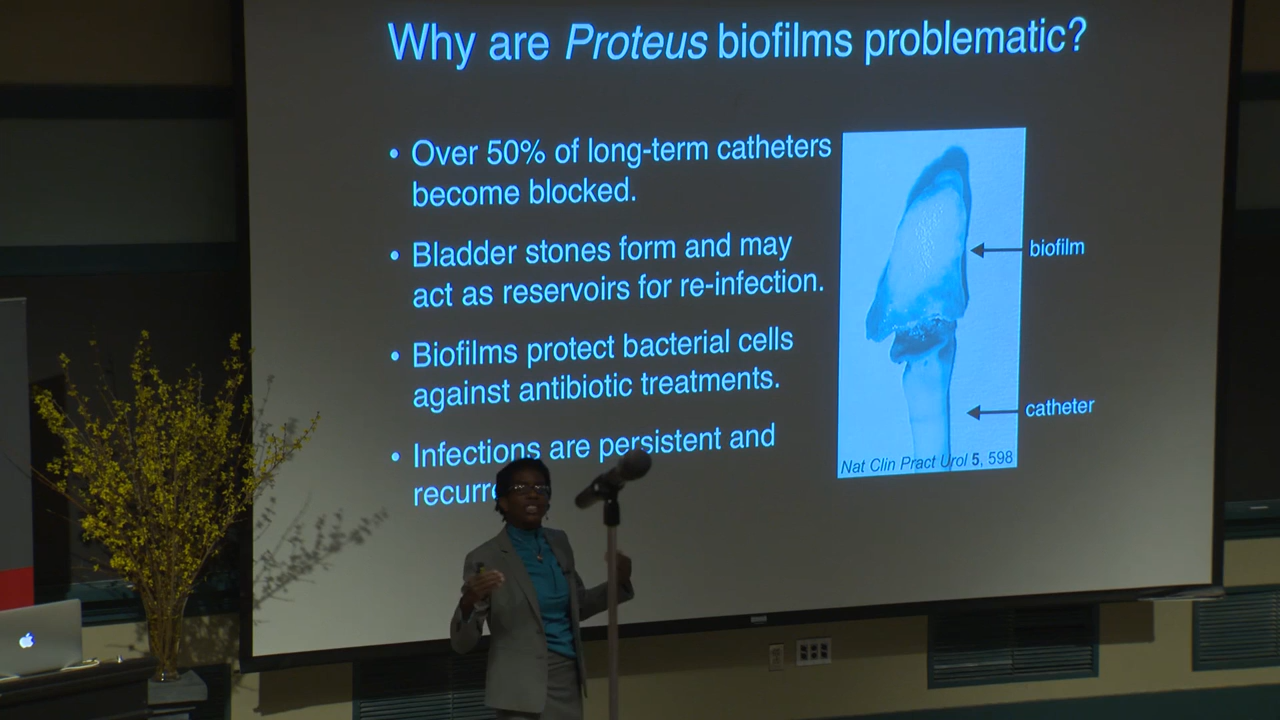 Why are Proteus biofilms problematic?
• Over 50% of long-term catheters
become blocked.
• Bladder stones form and may
act as reservoirs for re-infection.
• Biofilms protect bacterial cells
against antibiotic treatments.
• Infections are persistent and
biofilm
catheter
Nat Clin Pract Urol 5, 598